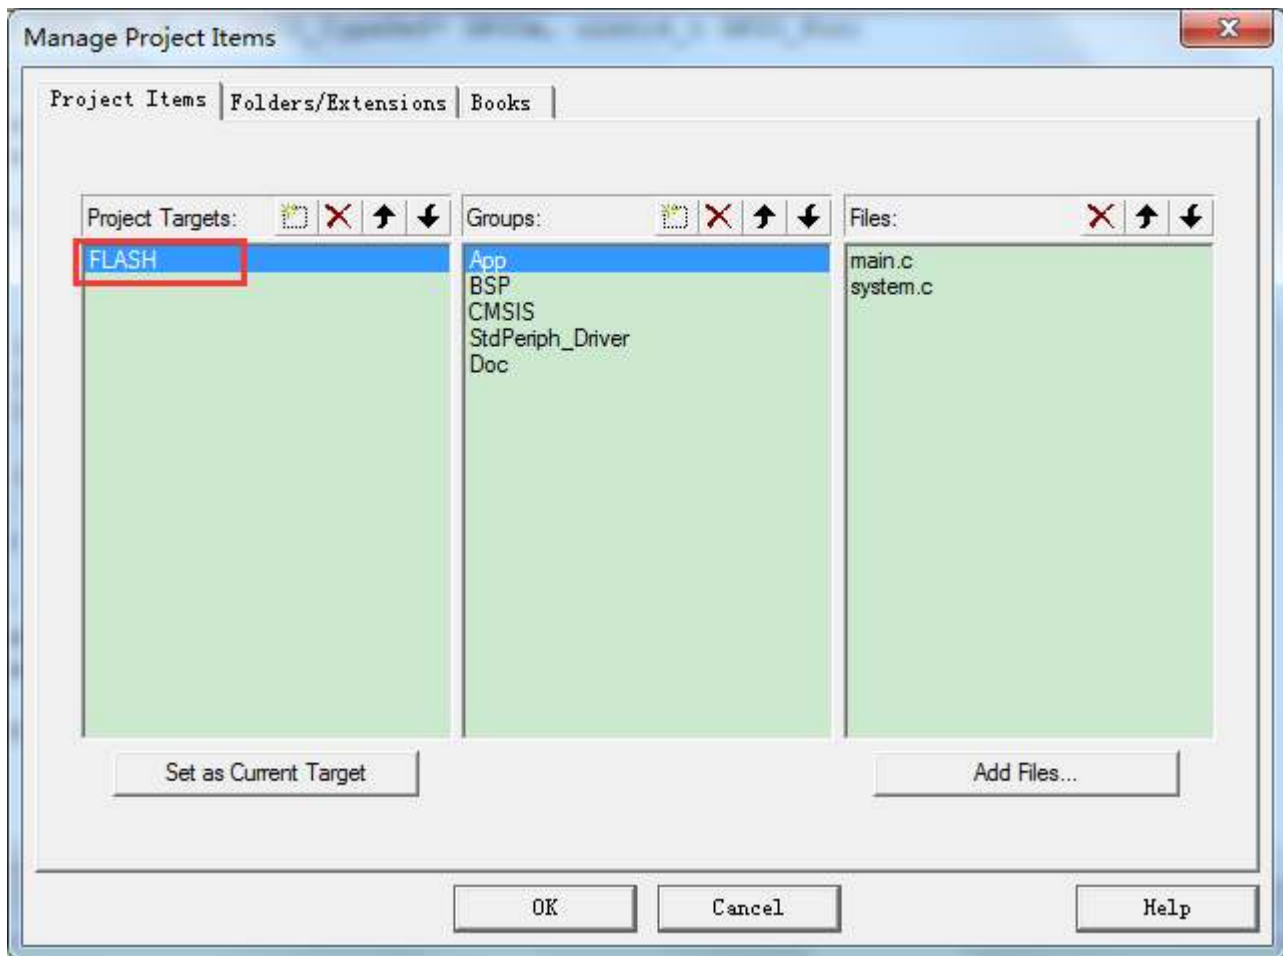 Manage Project Items
Project Items Folders/Extensions Books
Project Targets: Groups: Files:
FLASH
App
BSP
CMSIS
StdPeriph_Driver
Doc
main.c
system.c
Set as Current Target Add Files...
OK Cancel Help